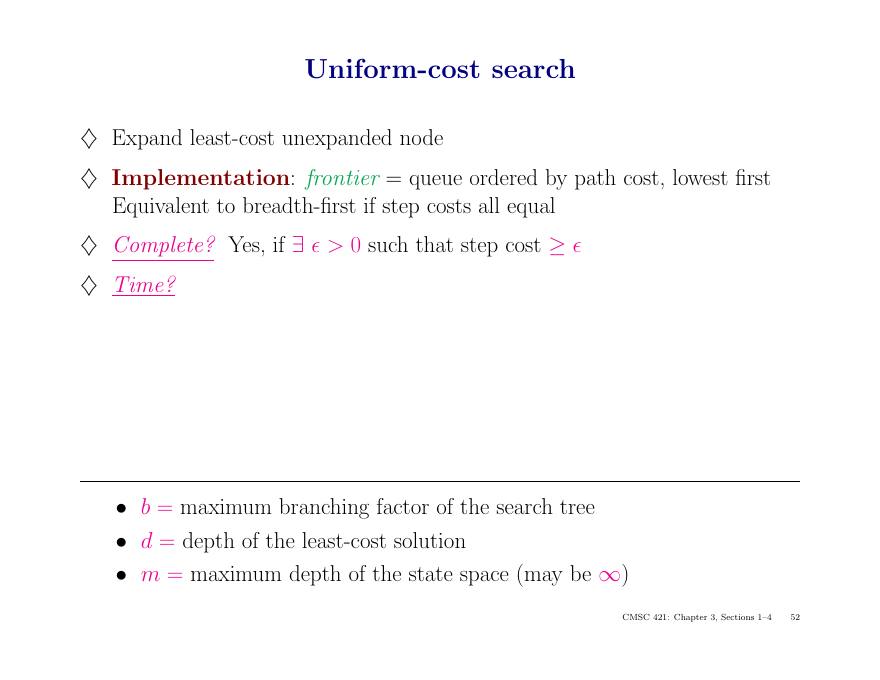 Uniform-cost search
♢ Expand least-cost unexpanded node
♢ Implementation: frontier = queue ordered by path cost, lowest first
Equivalent to breadth-first if step costs all equal
♢ Complete? Yes, if ∃ ϵ > 0 such that step cost ≥ ϵ
♢ Time?
• b = maximum branching factor of the search tree
• d = depth of the least-cost solution
• m = maximum depth of the state space (may be ∞)
CMSC 421: Chapter 3, Sections 1–4 52